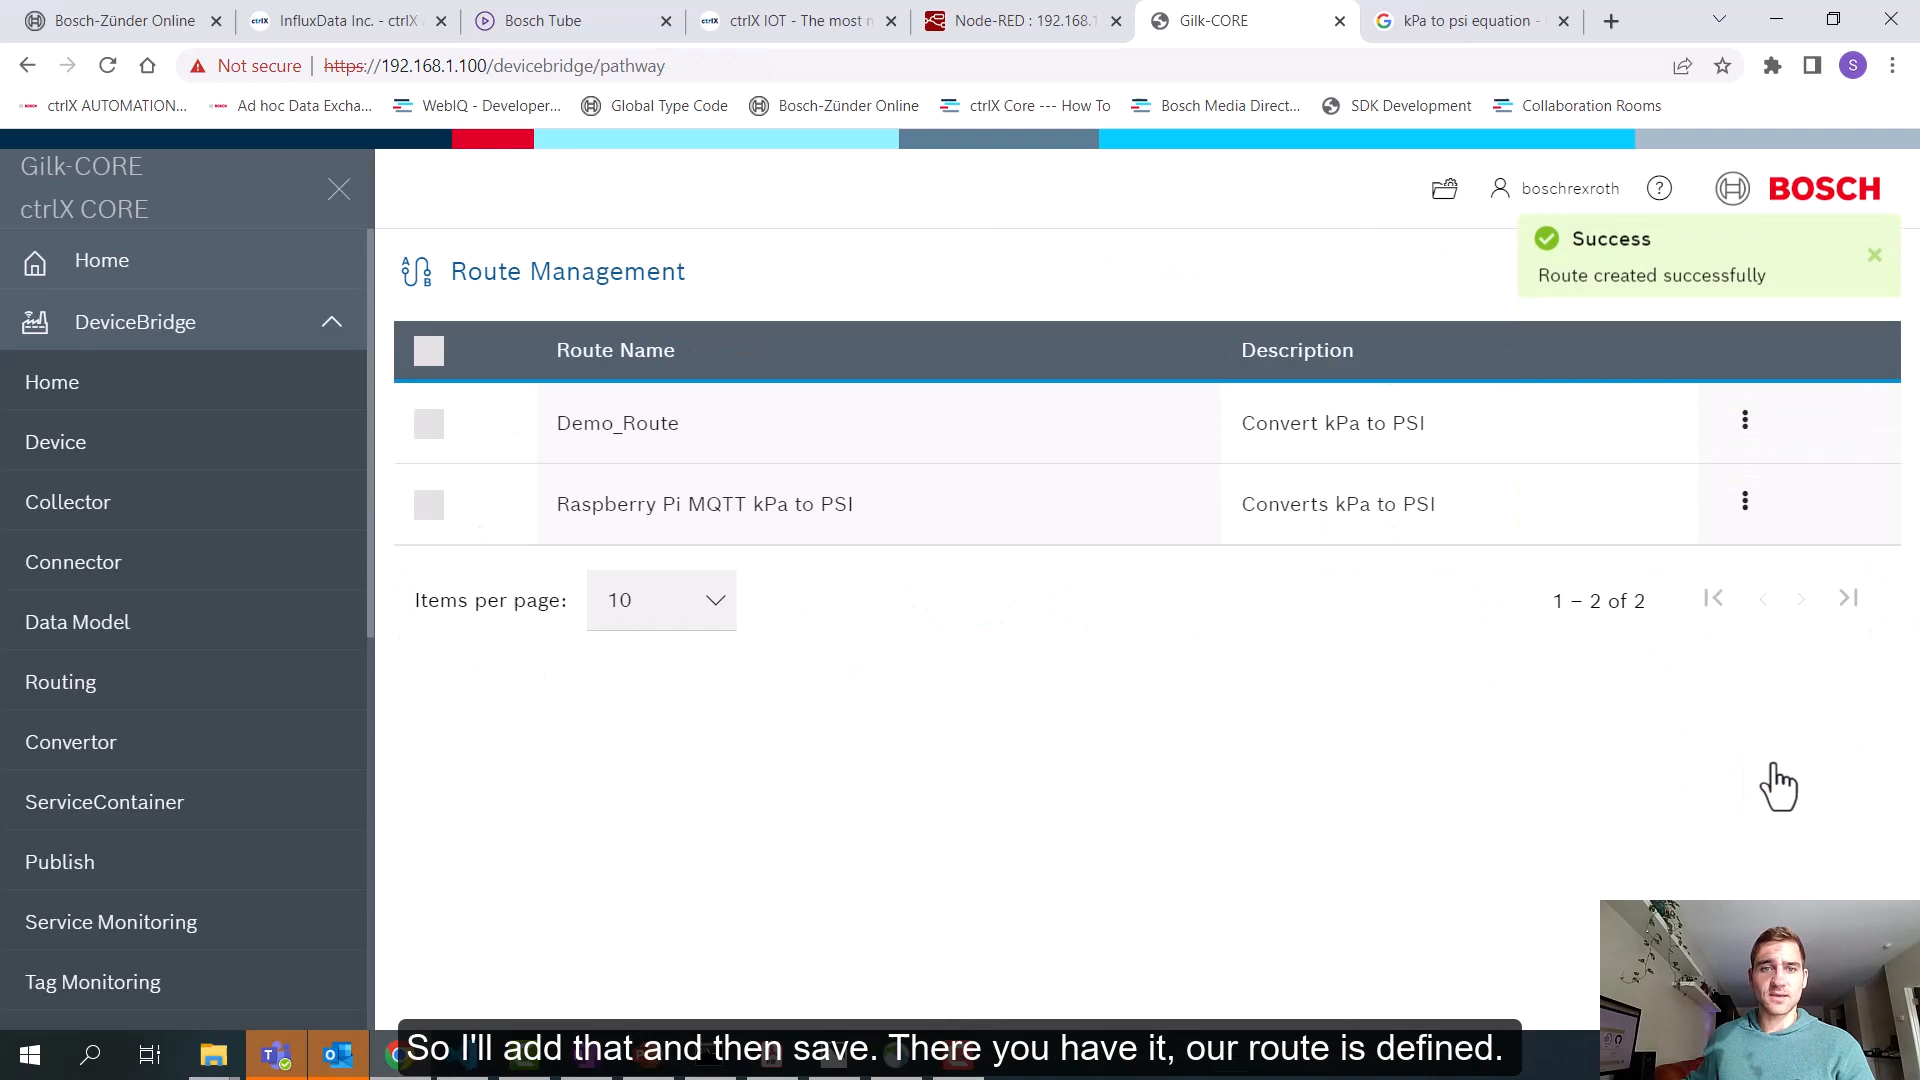 Bosch-Zünder Online
InfluxData Inc. - ctrlX
Bosch Tube
ctrlX IOT - The most
Node-RED : 192.168.1
Gilk-CORE
kPa to psi equation -
Not secure | https://192.168.1.100/devicebridge/pathway
S
ctrlX AUTOMATION...
Ad hoc Data Excha...
WebIQ - Developer...
Global Type Code
Bosch-Zünder Online
ctrlX Core --- How To
Bosch Media Direct...
SDK Development
Collaboration Rooms
Gilk-CORE
ctrlX CORE
Home
DeviceBridge
Home
Device
Collector
Connector
Data Model
Routing
Convertor
ServiceContainer
Publish
Service Monitoring
Tag Monitoring
boschrexroth
BOSCH
Success
Route created successfully
Route Management
Route Name Description
Demo_Route Convert kPa to PSI
Raspberry Pi MQTT kPa to PSI Converts kPa to PSI
Items per page: 10
1 – 2 of 2
So I'll add that and then save. There you have it, our route is defined.